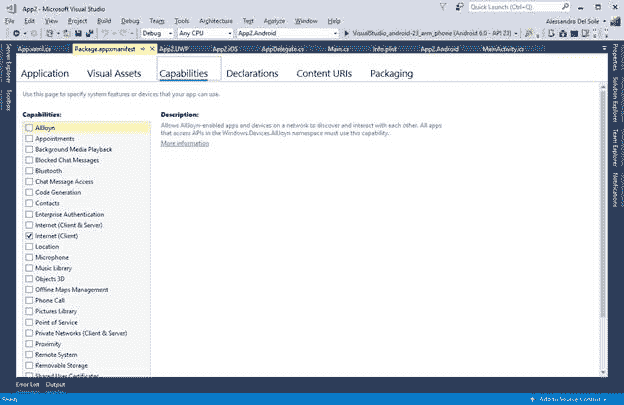 App2 - Microsoft Visual Studio
Quick Launch (Ctrl+Q)
File Edit View Project Build Debug Team Tools Architecture Test Analyze Window Help
Alessandro Del Sole
Debug Any CPU App2.Android VisualStudio_android-23_arm_phone (Android 6.0 - API 23)
App.xaml.cs Package.appxmanifest App2.UWP App2.iOS AppDelegate.cs Main.cs Info.plist App2.Android MainActivity.cs
Server Explorer
Toolbox
Application Visual Assets Capabilities Declarations Content URIs Packaging
Use this page to specify system features or devices that your app can use.
Capabilities:
AllJoyn
Appointments
Background Media Playback
Blocked Chat Messages
Bluetooth
Chat Message Access
Code Generation
Contacts
Enterprise Authentication
Internet (Client & Server)
Internet (Client)
Location
Microphone
Music Library
Objects 3D
Offline Maps Management
Phone Call
Pictures Library
Point of Service
Private Networks (Client & Server)
Proximity
Remote System
Removable Storage
Shared User Certificates
Description:
Allows AllJoyn-enabled apps and devices on a network to discover and interact with each other. All apps
that access APIs in the Windows.Devices.AllJoyn namespace must use this capability.
More information
Properties
Solution Explorer
Team Explorer
Notifications
Error List Output
Ready
Add to Source Control